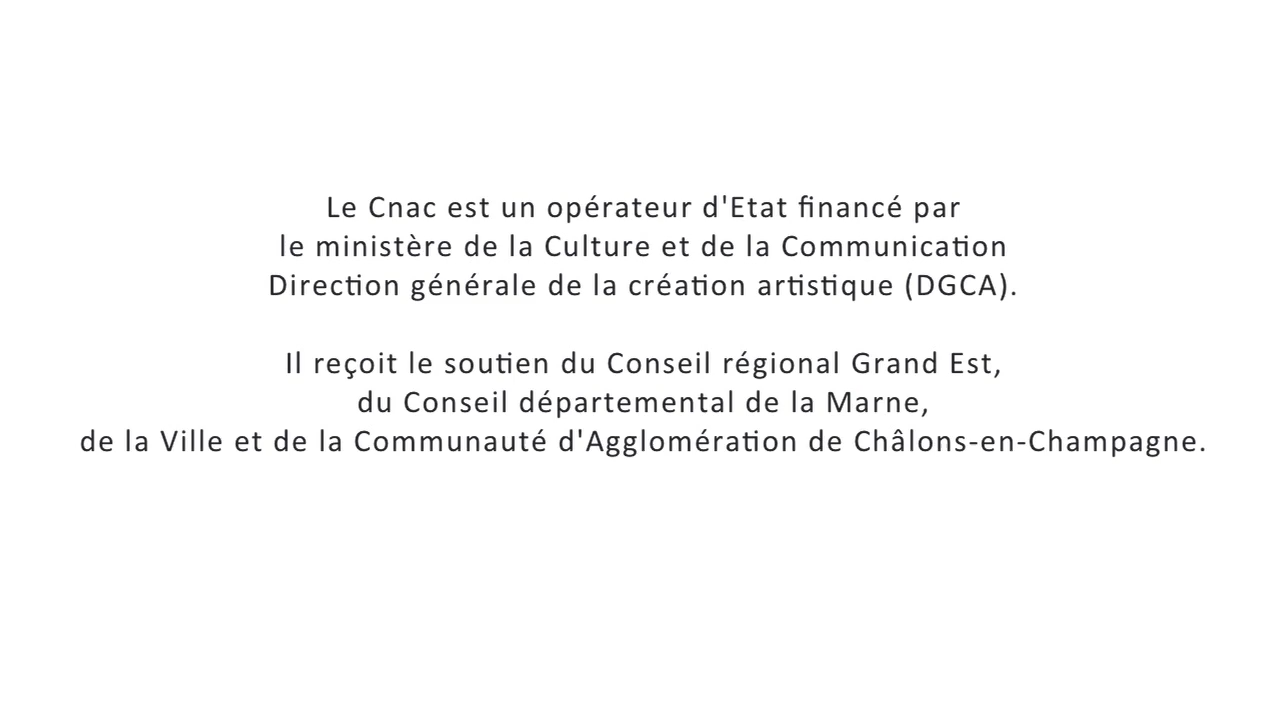 Le Cnac est un opérateur d'Etat financé par
le ministère de la Culture et de la Communication
Direction générale de la création artistique (DGCA).
Il reçoit le soutien du Conseil régional Grand Est,
du Conseil départemental de la Marne,
de la Ville et de la Communauté d'Agglomération de Châlons-en-Champagne.